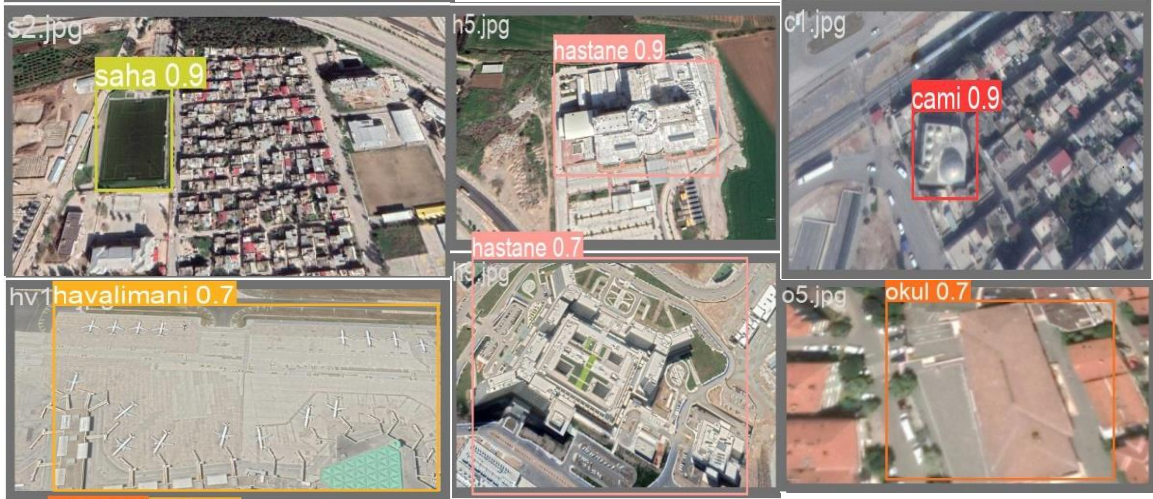 s2.jpg
saha 0.9
h5.jpg
hastane 0.9
c1.jpg
cami 0.9
hv1
havalimani 0.7
hastane 0.7
.jpg
o5.jpg
okul 0.7